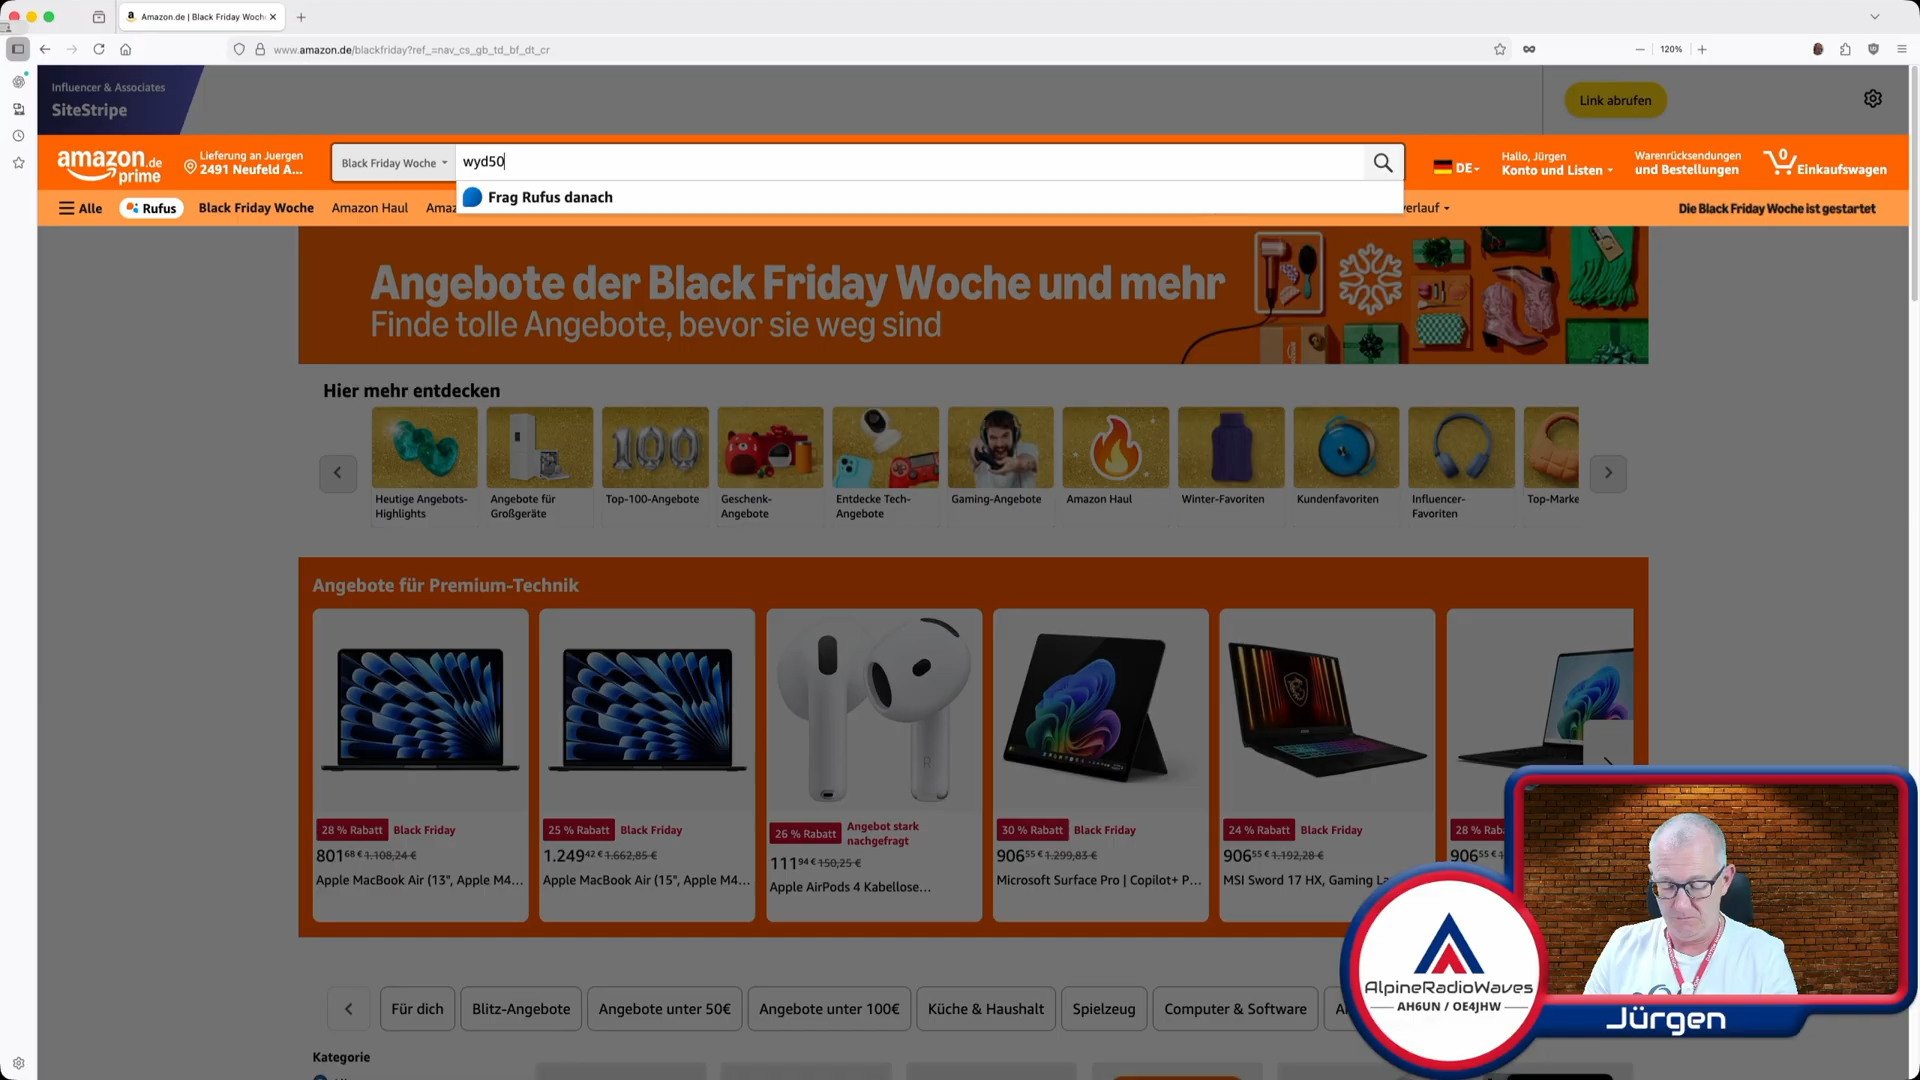 Amazon.de | Black Friday Woch
www.amazon.de/blackfriday?ref_=nav_cs_gb_td_bf_dt_cr
120%
Influencer & Associates
SiteStripe
Link abrufen
amazon.de
prime
Lieferung an Juergen
2491 Neufeld A...
Black Friday Woche
wyd50
DE
Hallo, Jürgen
Konto und Listen
Warenrücksendungen
und Bestellungen
0
Einkaufswagen
Frag Rufus danach
Alle
Rufus
Black Friday Woche
Amazon Haul
Amaz
verlauf
Die Black Friday Woche ist gestartet
Angebote der Black Friday Woche und mehr
Finde tolle Angebote, bevor sie weg sind
Hier mehr entdecken
100
Heutige Angebots-
Highlights
Angebote für
Großgeräte
Top-100-Angebote
Geschenk-
Angebote
Entdecke Tech-
Angebote
Gaming-Angebote
Amazon Haul
Winter-Favoriten
Kundenfavoriten
Influencer-
Favoriten
Top-Marke
Angebote für Premium-Technik
28 % Rabatt Black Friday
801 68 € 1.108,24 €
Apple MacBook Air (13", Apple M4...
25 % Rabatt Black Friday
1.249 42 € 1.662,85 €
Apple MacBook Air (15", Apple M4...
26 % Rabatt Angebot stark
nachgefragt
111 94 € 150,25 €
Apple AirPods 4 Kabellose...
30 % Rabatt Black Friday
906 55 € 1.299,83 €
Microsoft Surface Pro | Copilot+ P...
24 % Rabatt Black Friday
906 55 € 1.192,28 €
MSI Sword 17 HX, Gaming La
28 % Rab
906 55 €
Für dich
Blitz-Angebote
Angebote unter 50€
Angebote unter 100€
Küche & Haushalt
Spielzeug
Computer & Software
Kategorie
AlpineRadioWaves
AH6UN / OE4JHW
Jürgen